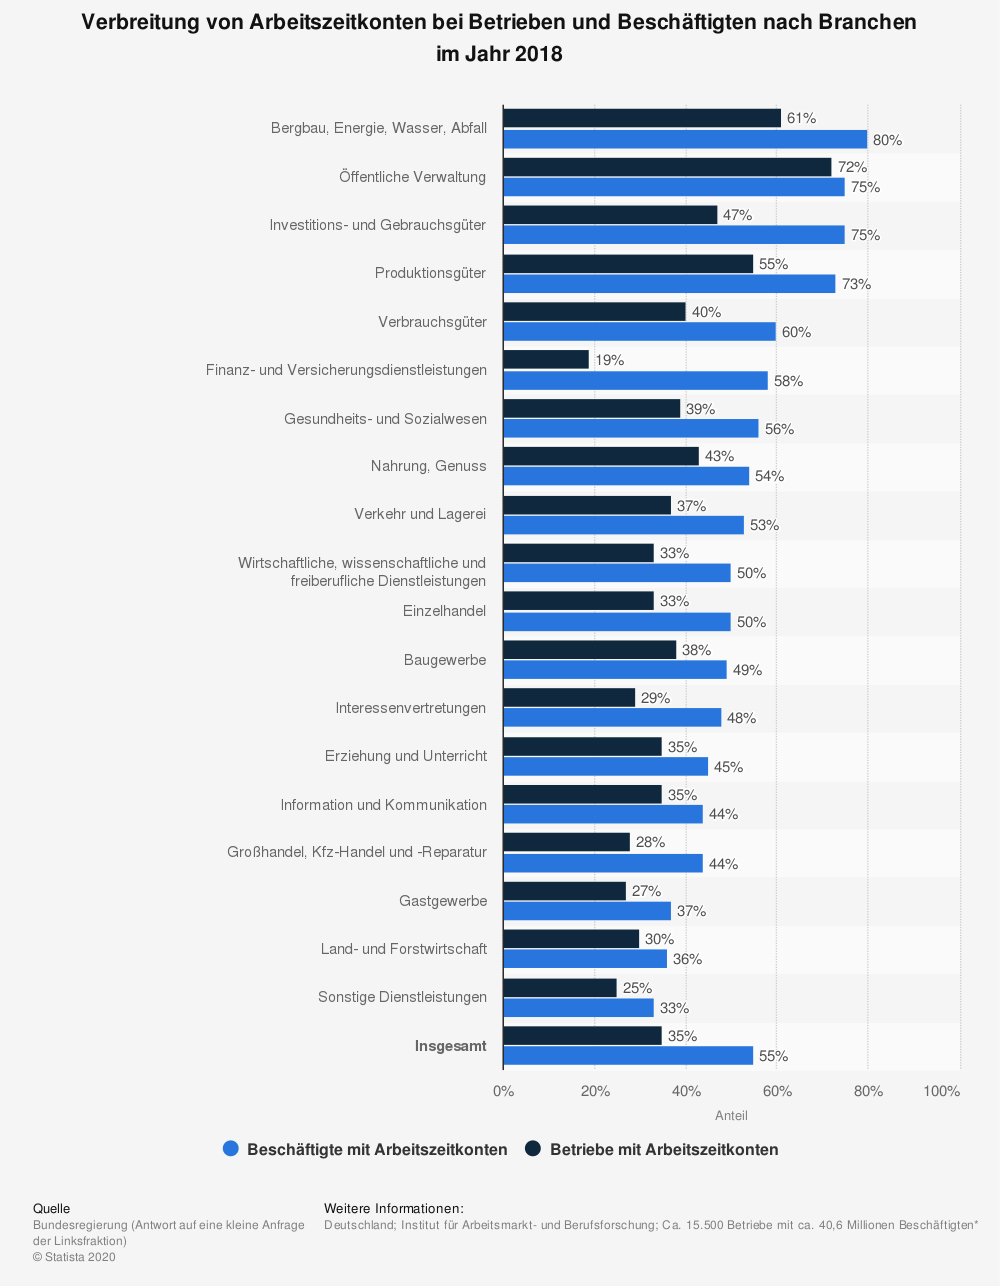 Verbreitung von Arbeitszeitkonten bei Betrieben und Beschäftigten nach Branchen
im Jahr 2018
Bergbau, Energie, Wasser, Abfall
61%
80%
Öffentliche Verwaltung
72%
75%
Investitions- und Gebrauchsgüter
47%
75%
Produktionsgüter
55%
73%
Verbrauchsgüter
40%
60%
Finanz- und Versicherungsdienstleistungen
19%
58%
Gesundheits- und Sozialwesen
39%
56%
Nahrung, Genuss
43%
54%
Verkehr und Lagerei
37%
53%
Wirtschaftliche, wissenschaftliche und
freiberufliche Dienstleistungen
33%
50%
Einzelhandel
33%
50%
Baugewerbe
38%
49%
Interessenvertretungen
29%
48%
Erziehung und Unterricht
35%
45%
Information und Kommunikation
35%
44%
Großhandel, Kfz-Handel und -Reparatur
28%
44%
Gastgewerbe
27%
37%
Land- und Forstwirtschaft
30%
36%
Sonstige Dienstleistungen
25%
33%
Insgesamt
35%
55%
0% 20% 40% 60% 80% 100%
Anteil
Beschäftigte mit Arbeitszeitkonten Betriebe mit Arbeitszeitkonten
Quelle
Bundesregierung (Antwort auf eine kleine Anfrage
der Linksfraktion)
© Statista 2020
Weitere Informationen:
Deutschland; Institut für Arbeitsmarkt- und Berufsforschung; Ca. 15.500 Betriebe mit ca. 40,6 Millionen Beschäftigten*